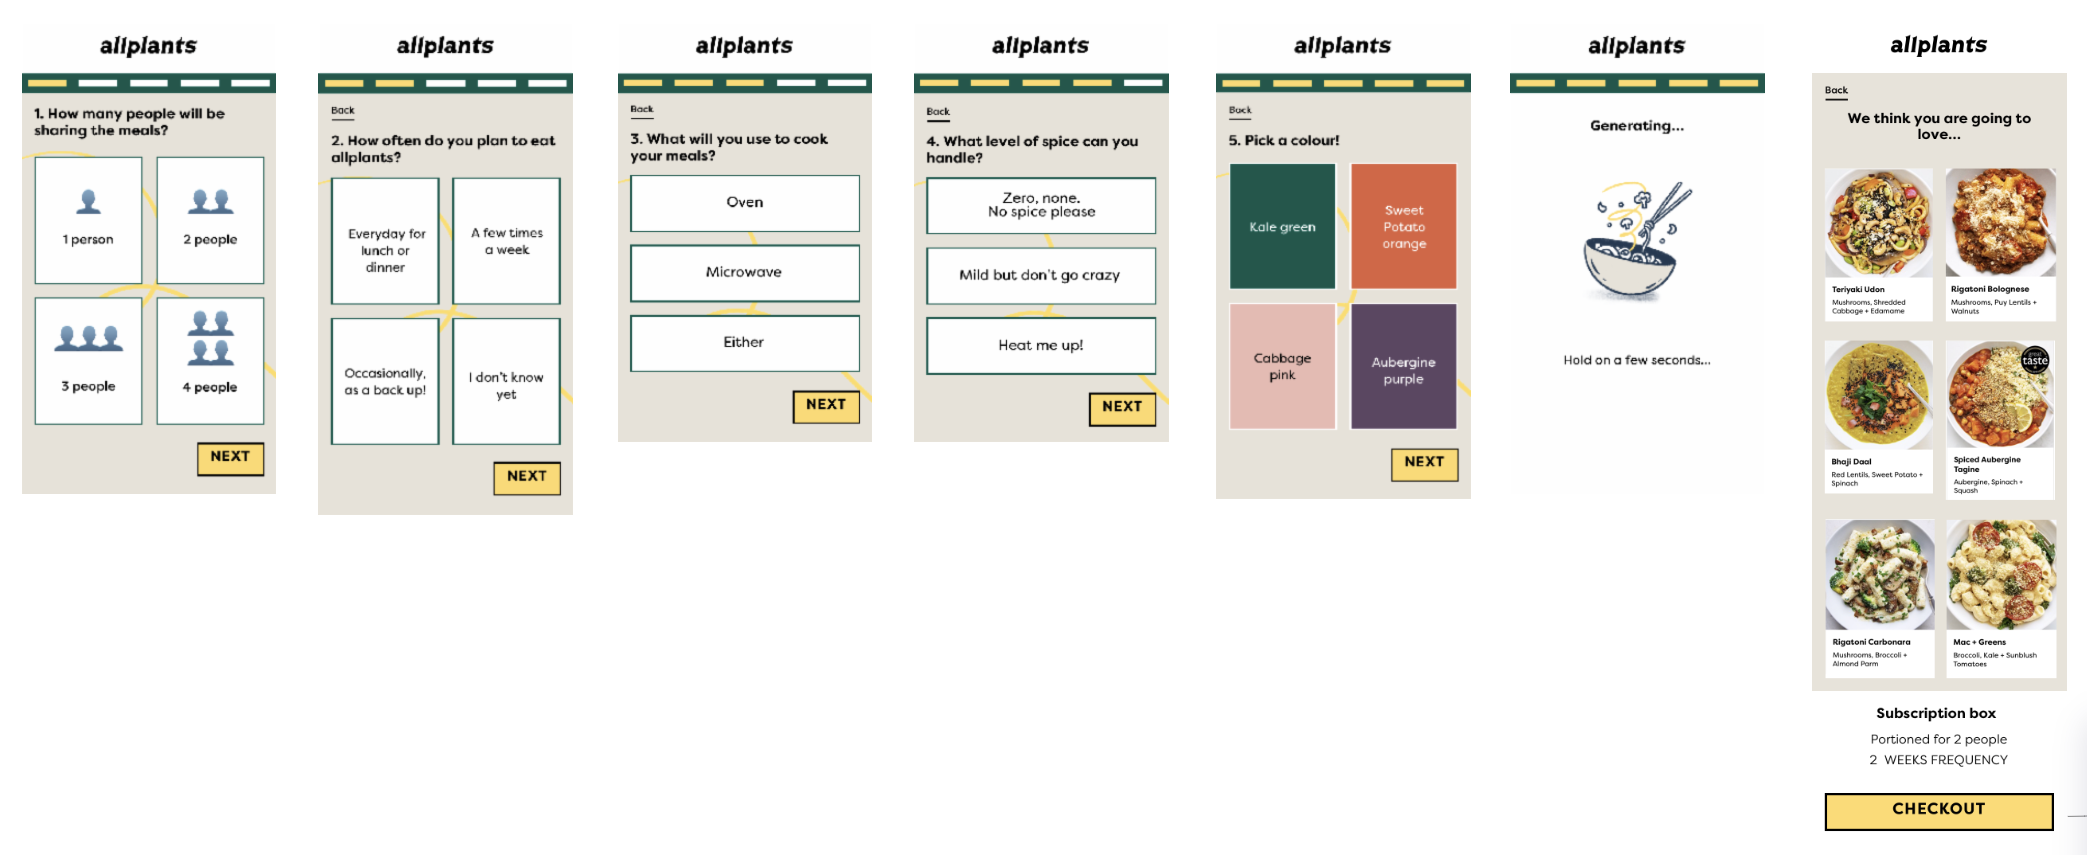 allplants
1. How many people will be
sharing the meals?
1 person
2 people
3 people
4 people
NEXT
allplants
Back
2. How often do you plan to eat
allplants?
Everyday for
lunch or
dinner
A few times
a week
Occasionally,
as a back up!
I don't know
yet
NEXT
allplants
Back
3. What will you use to cook
your meals?
Oven
Microwave
Either
NEXT
allplants
Back
4. What level of spice can you
handle?
Zero, none.
No spice please
Mild but don't go crazy
Heat me up!
NEXT
allplants
Back
5. Pick a colour!
Kale green
Sweet
Potato
orange
Cabbage
pink
Aubergine
purple
NEXT
allplants
Generating...
Hold on a few seconds...
allplants
Back
We think you are going to
love...
Teriyaki Udon
Mushrooms, Shredded
Cabbage + Edamame
Rigatoni Bolognese
Mushrooms, Puy Lentils +
Walnuts
Bhaji Daal
Red Lentils, Sweet Potato +
Spinach
great
taste
Spiced Aubergine
Tagine
Aubergine, Spinach +
Squash
Rigatoni Carbonara
Mushrooms, Broccoli +
Almond Parm
Mac + Greens
Broccoli, Kale + Sunblush
Tomatoes
Subscription box
Portioned for 2 people
2 WEEKS FREQUENCY
CHECKOUT